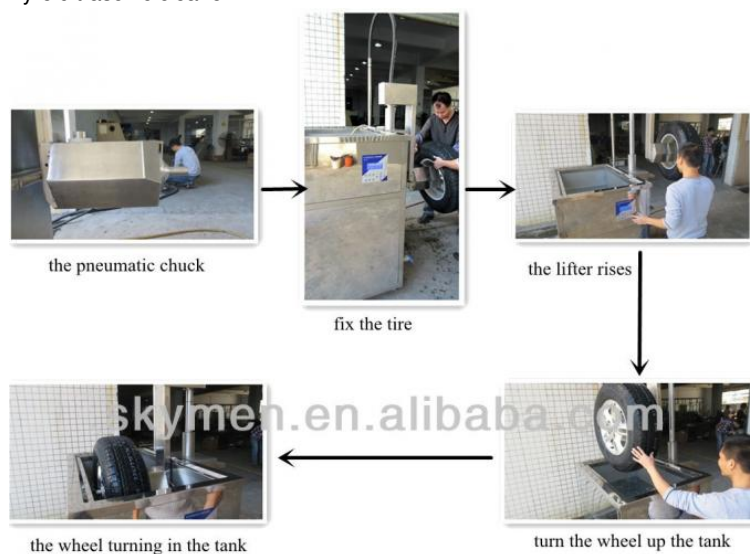 the pneumatic chuck
fix the tire
the lifter rises
turn the wheel up the tank
the wheel turning in the tank
skymen.en.alibaba.com